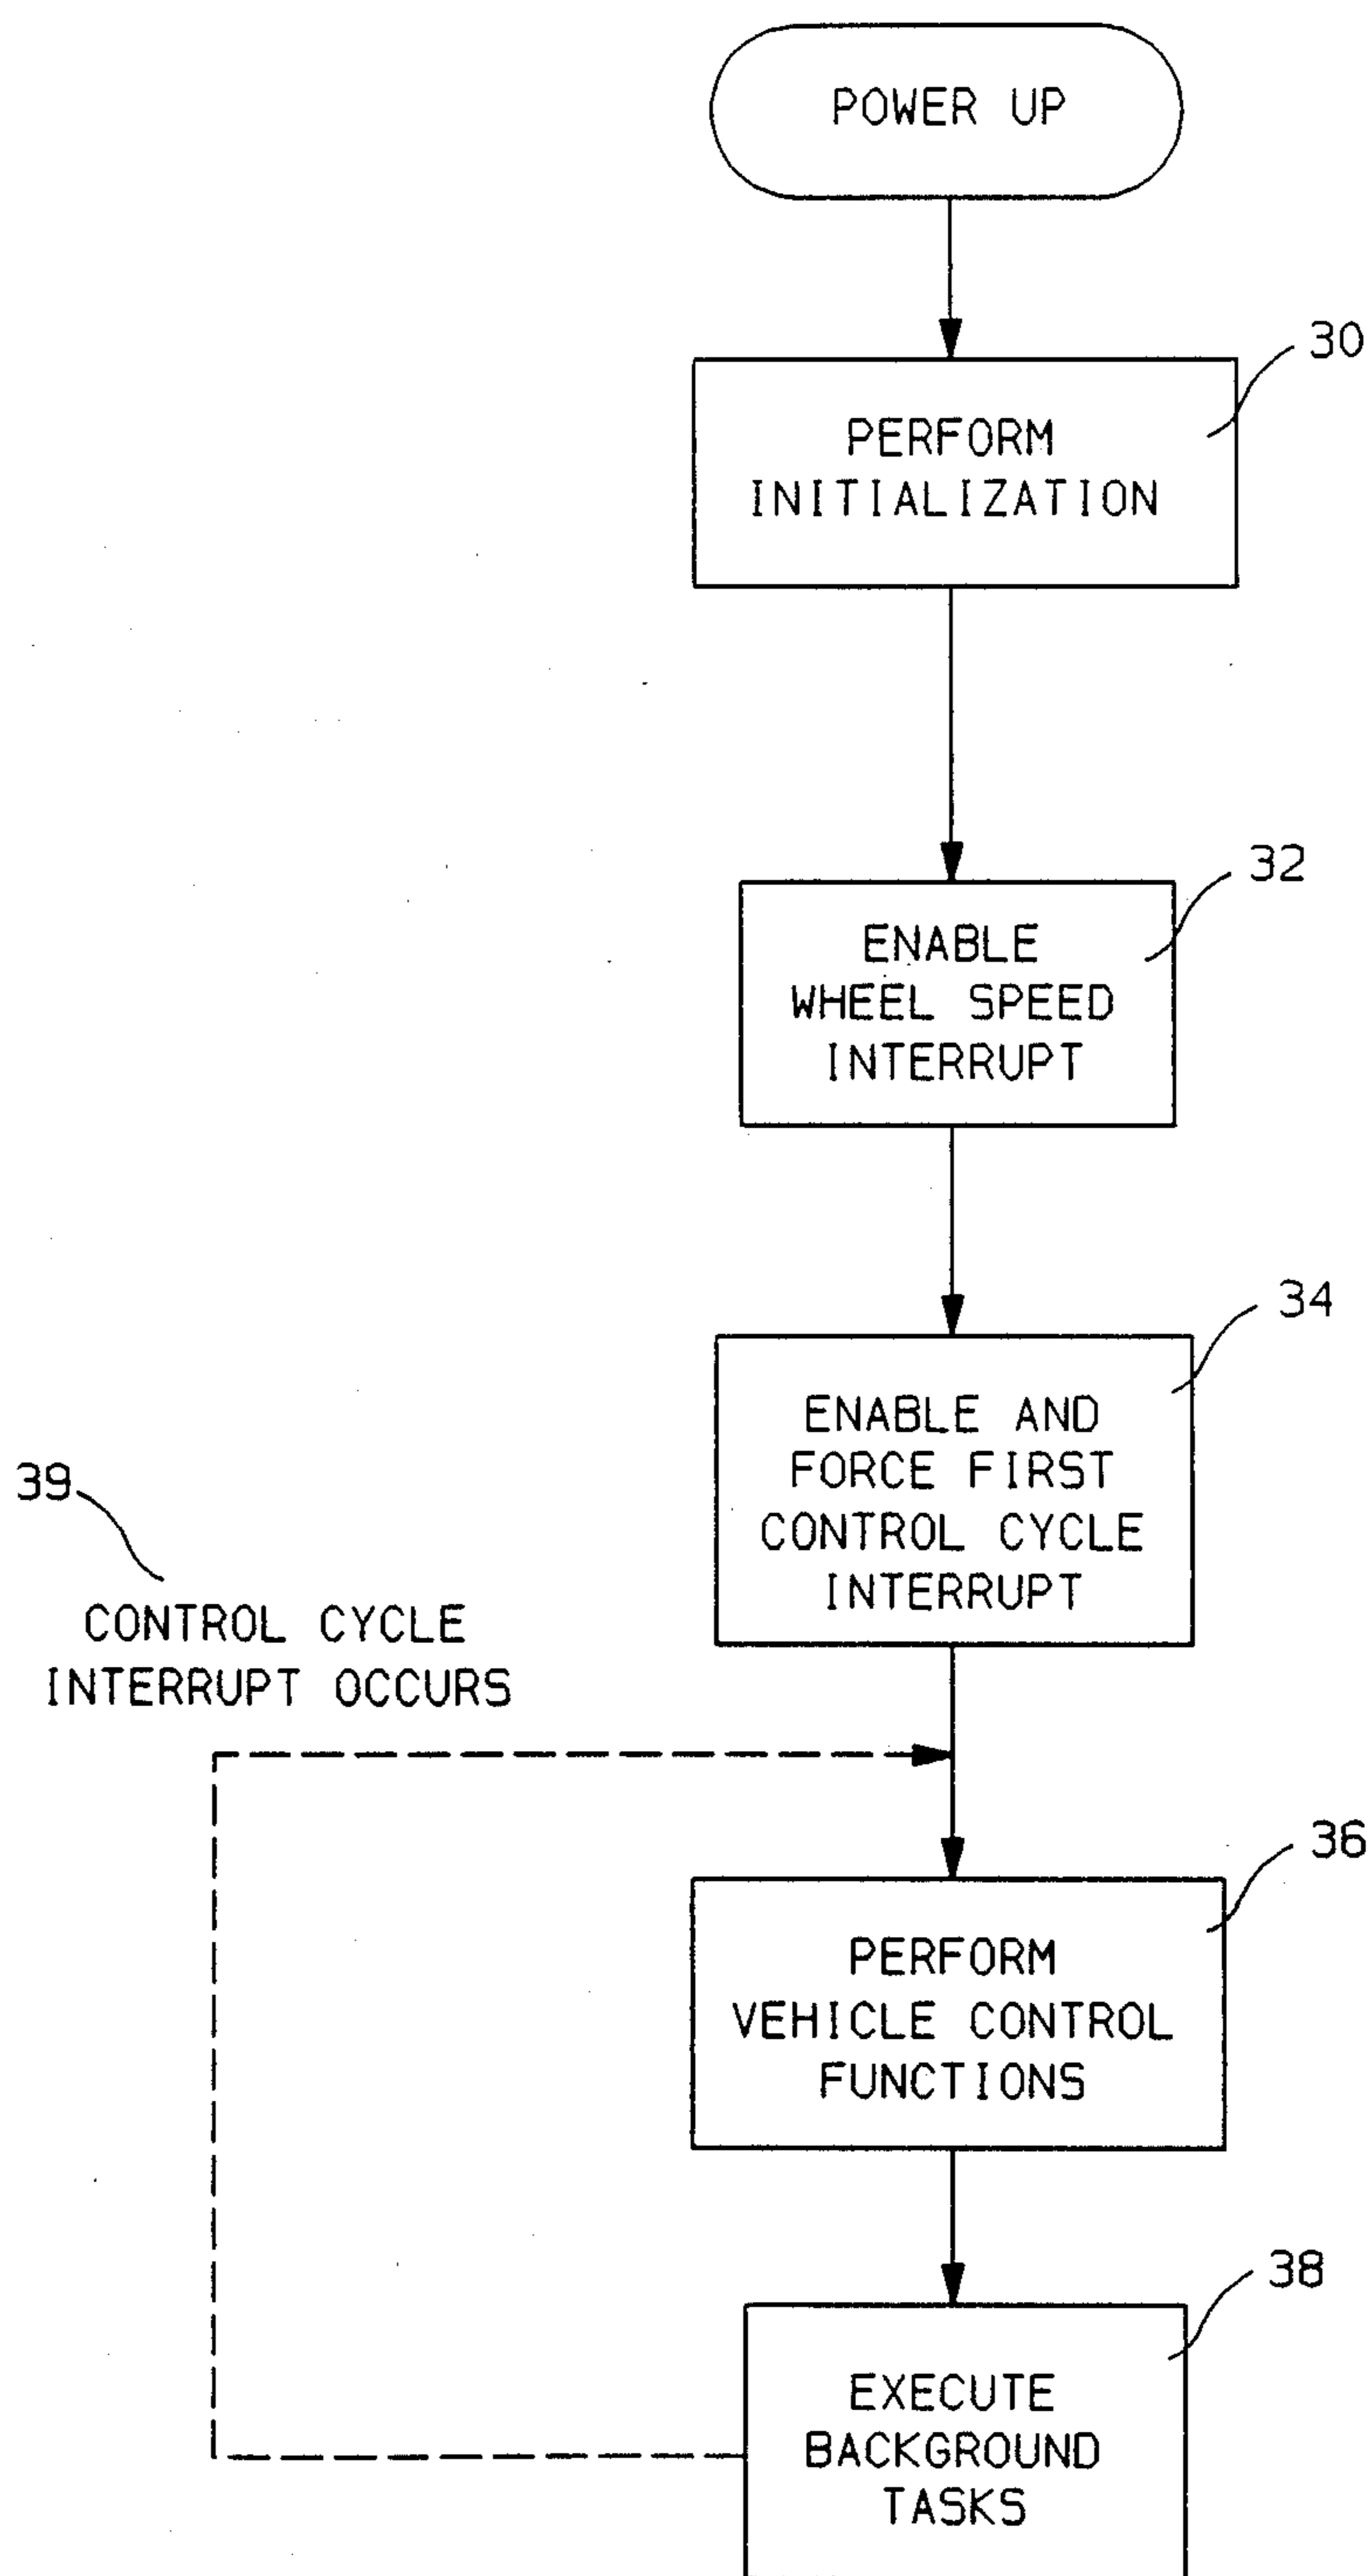 POWER UP
30
PERFORM
INITIALIZATION
32
ENABLE
WHEEL SPEED
INTERRUPT
34
ENABLE AND
FORCE FIRST
CONTROL CYCLE
INTERRUPT
39
CONTROL CYCLE
INTERRUPT OCCURS
36
PERFORM
VEHICLE CONTROL
FUNCTIONS
38
EXECUTE
BACKGROUND
TASKS